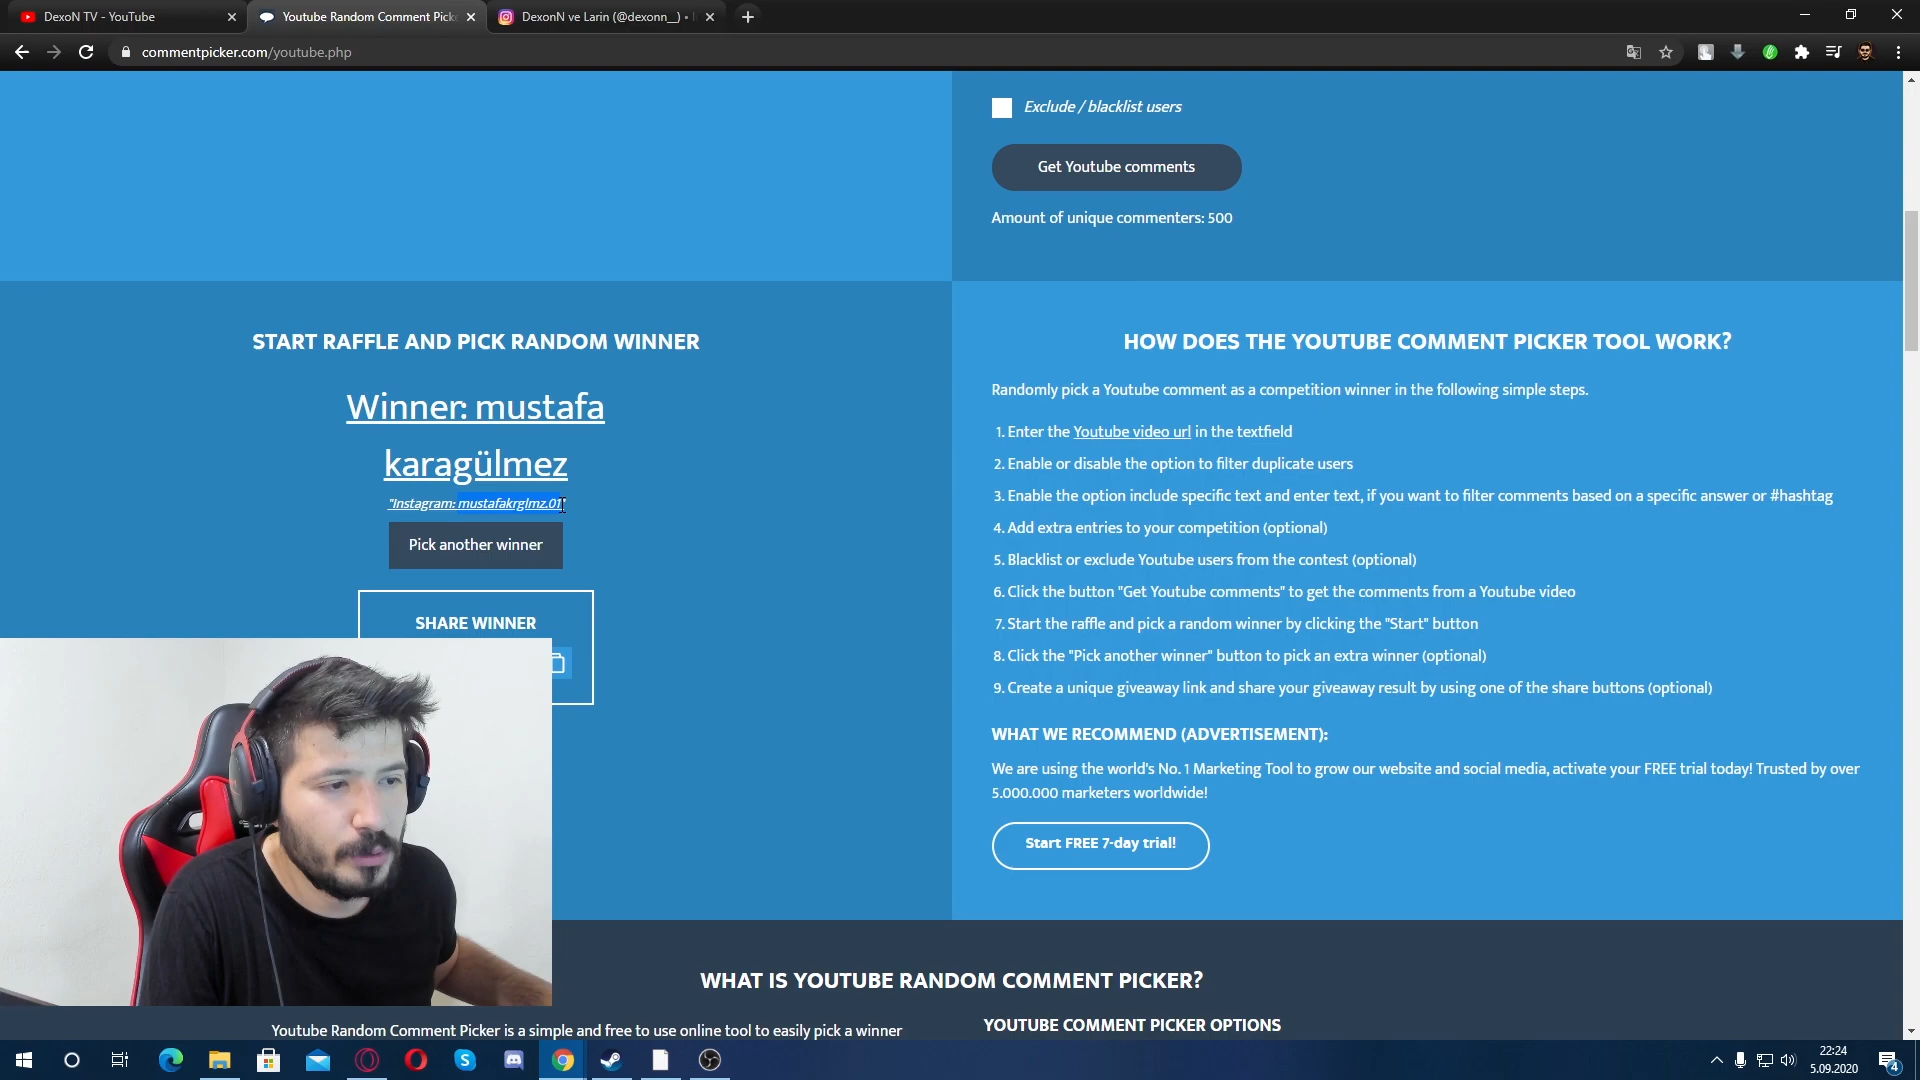 DexoN TV - YouTube
Youtube Random Comment Picke
DexonN ve Larin (@dexonn__) • I
commentpicker.com/youtube.php
Exclude / blacklist users
Get Youtube comments
Amount of unique commenters: 500
START RAFFLE AND PICK RANDOM WINNER
Winner: mustafa
karagülmez
"Instagram: mustafakrglmz.01
Pick another winner
SHARE WINNER
HOW DOES THE YOUTUBE COMMENT PICKER TOOL WORK?
Randomly pick a Youtube comment as a competition winner in the following simple steps.
1. Enter the Youtube video url in the textfield
2. Enable or disable the option to filter duplicate users
3. Enable the option include specific text and enter text, if you want to filter comments based on a specific answer or #hashtag
4. Add extra entries to your competition (optional)
5. Blacklist or exclude Youtube users from the contest (optional)
6. Click the button "Get Youtube comments" to get the comments from a Youtube video
7. Start the raffle and pick a random winner by clicking the "Start" button
8. Click the "Pick another winner" button to pick an extra winner (optional)
9. Create a unique giveaway link and share your giveaway result by using one of the share buttons (optional)
WHAT WE RECOMMEND (ADVERTISEMENT):
We are using the world's No. 1 Marketing Tool to grow our website and social media, activate your FREE trial today! Trusted by over
5.000.000 marketers worldwide!
Start FREE 7-day trial!
WHAT IS YOUTUBE RANDOM COMMENT PICKER?
Youtube Random Comment Picker is a simple and free to use online tool to easily pick a winner
YOUTUBE COMMENT PICKER OPTIONS
22:24
5.09.2020
4